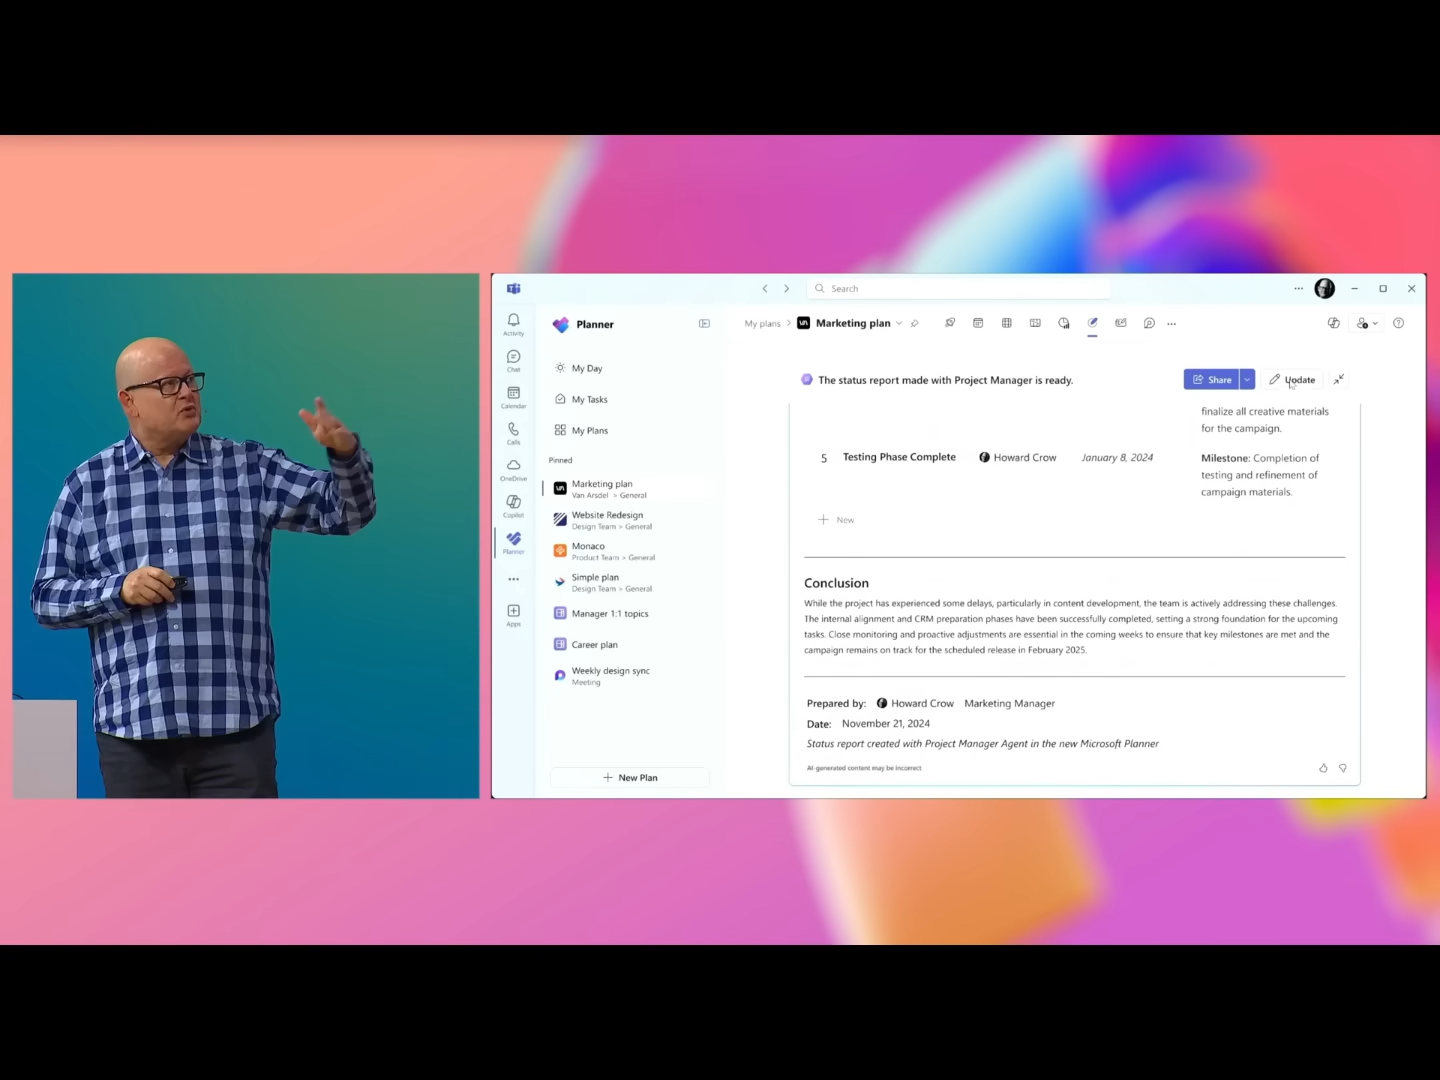 Search
Activity
Chat
Calendar
Calls
OneDrive
Copilot
Planner
Apps
Planner
My Day
My Tasks
My Plans
Pinned
Marketing plan
Van Arsdel > General
Website Redesign
Design Team > General
Monaco
Product Team > General
Simple plan
Design Team > General
Manager 1:1 topics
Career plan
Weekly design sync
Meeting
New Plan
My plans > Marketing plan
The status report made with Project Manager is ready.
Share
Update
finalize all creative materials
for the campaign.
5 Testing Phase Complete Howard Crow January 8, 2024
Milestone: Completion of
testing and refinement of
campaign materials.
New
Conclusion
While the project has experienced some delays, particularly in content development, the team is actively addressing these challenges.
The internal alignment and CRM preparation phases have been successfully completed, setting a strong foundation for the upcoming
tasks. Close monitoring and proactive adjustments are essential in the coming weeks to ensure that key milestones are met and the
campaign remains on track for the scheduled release in February 2025.
Prepared by: Howard Crow Marketing Manager
Date: November 21, 2024
Status report created with Project Manager Agent in the new Microsoft Planner
AI-generated content may be incorrect